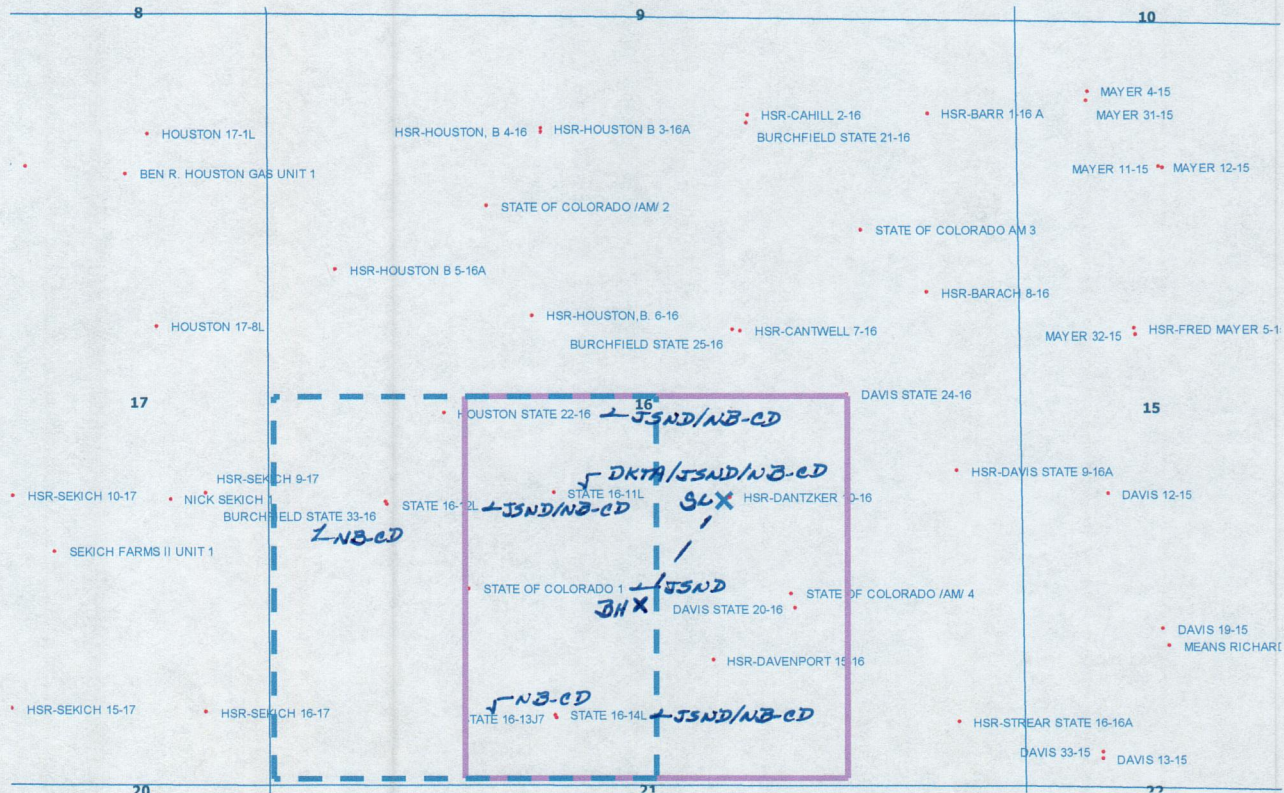 8
9
10
MAYER 4-15
MAYER 31-15
HSR-CAHILL 2-16
HSR-BARR 1-16 A
HOUSTON 17-1L
HSR-HOUSTON, B 4-16
HSR-HOUSTON B 3-16A
BURCHFIELD STATE 21-16
BEN R. HOUSTON GAS UNIT 1
MAYER 11-15
MAYER 12-15
STATE OF COLORADO /AM/ 2
STATE OF COLORADO AM 3
HSR-HOUSTON B 5-16A
HSR-BARACH 8-16
HOUSTON 17-8L
HSR-HOUSTON,B. 6-16
HSR-CANTWELL 7-16
BURCHFIELD STATE 25-16
MAYER 32-15
HSR-FRED MAYER 5-1
17
16
15
DAVIS STATE 24-16
HOUSTON STATE 22-16
JSND/NB-CD
DKTA/JSND/NB-CD
HSR-DAVIS STATE 9-16A
HSR-SEKICH 9-17
HSR-SEKICH 10-17
NICK SEKICH 1
STATE 16-11L
SL X
HSR-DANTZKER 10-16
DAVIS 12-15
STATE 16-12L
JSND/NB-CD
BURCHFIELD STATE 33-16
NB-CD
SEKICH FARMS II UNIT 1
STATE OF COLORADO 1
JSND
STATE OF COLORADO /AM/ 4
BH X
DAVIS STATE 20-16
DAVIS 19-15
MEANS RICHARD
HSR-DAVENPORT 15-16
NB-CD
HSR-SEKICH 15-17
HSR-SEKICH 16-17
STATE 16-13J7
STATE 16-14L
JSND/NB-CD
HSR-STREAR STATE 16-16A
DAVIS 33-15
DAVIS 13-15
20
21
22